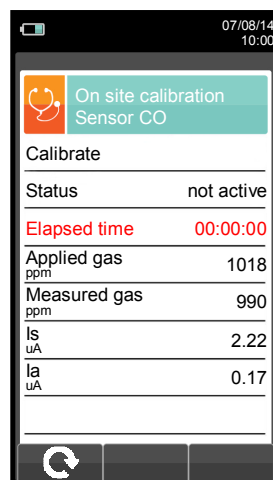 07/08/14
10:00
On site calibration
Sensor CO
Calibrate
Status not active
Elapsed time 00:00:00
Applied gas 1018
ppm
Measured gas 990
ppm
Is 2.22
uA
Ia 0.17
uA